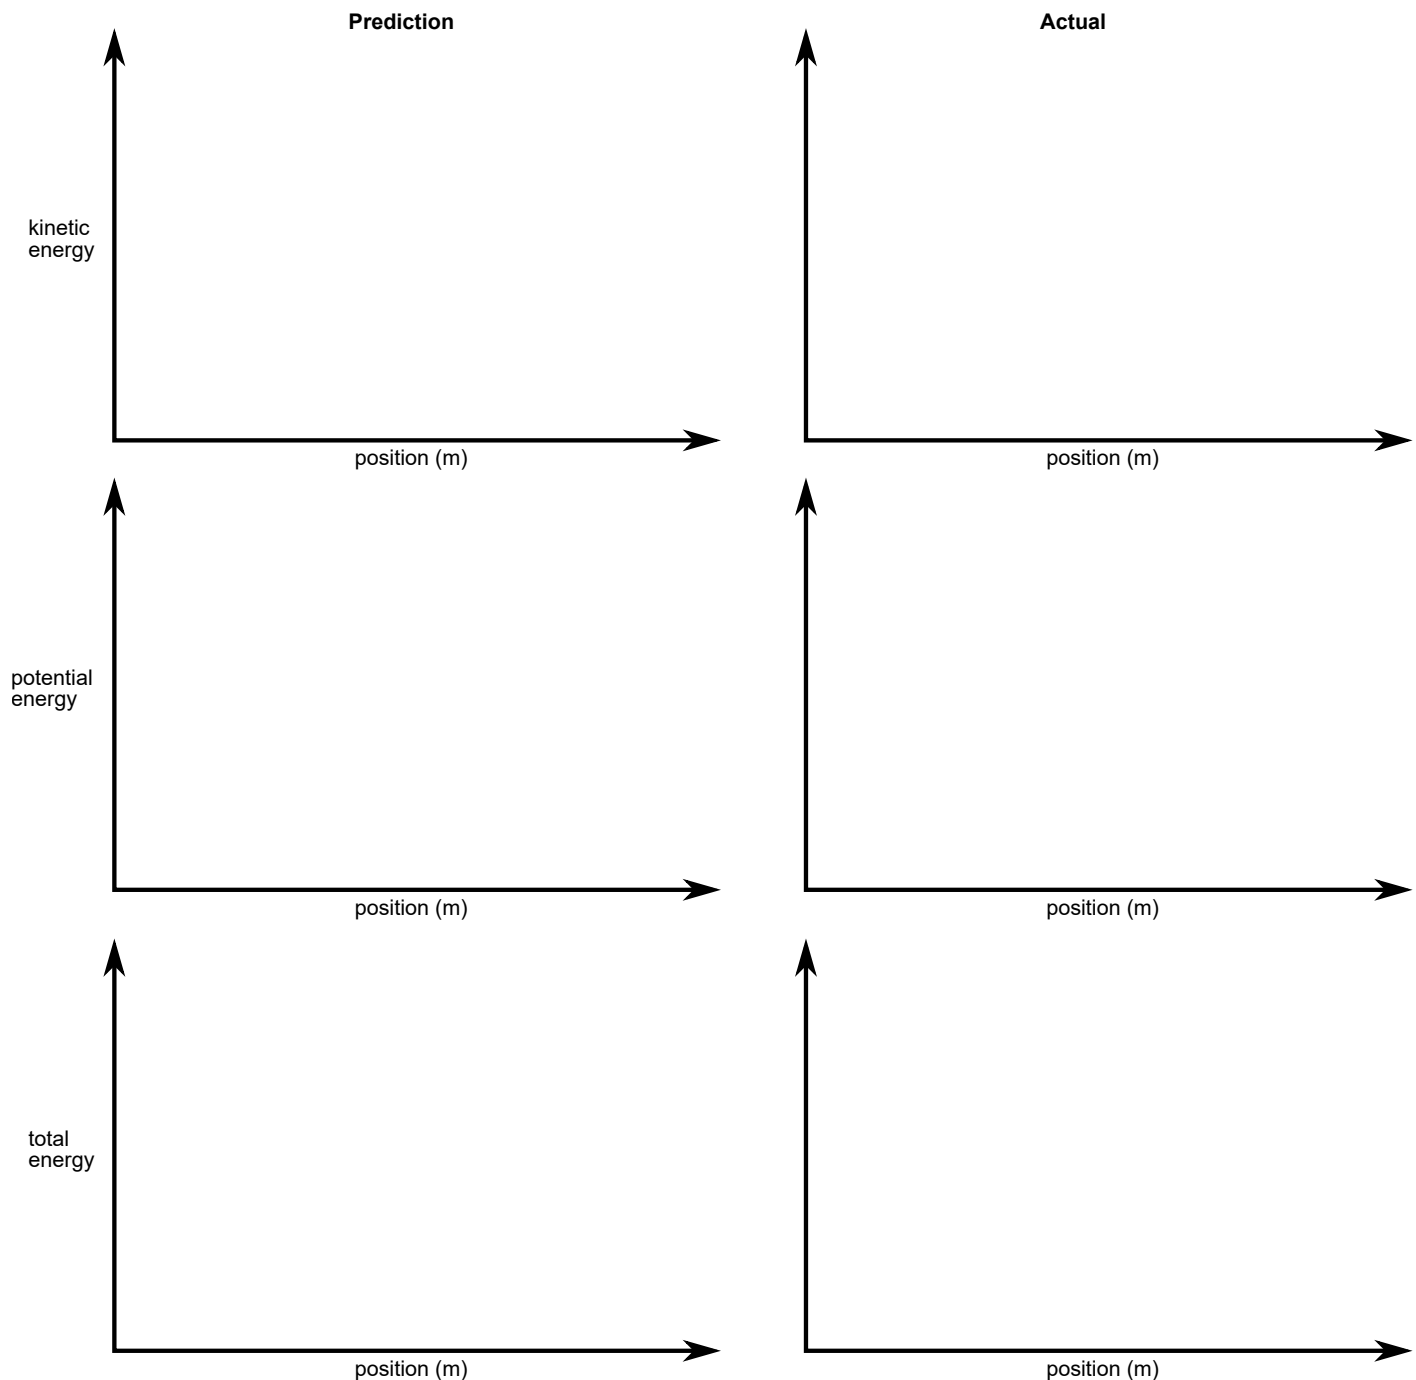 Prediction
Actual
kinetic
energy
position (m)
position (m)
potential
energy
position (m)
position (m)
total
energy
position (m)
position (m)